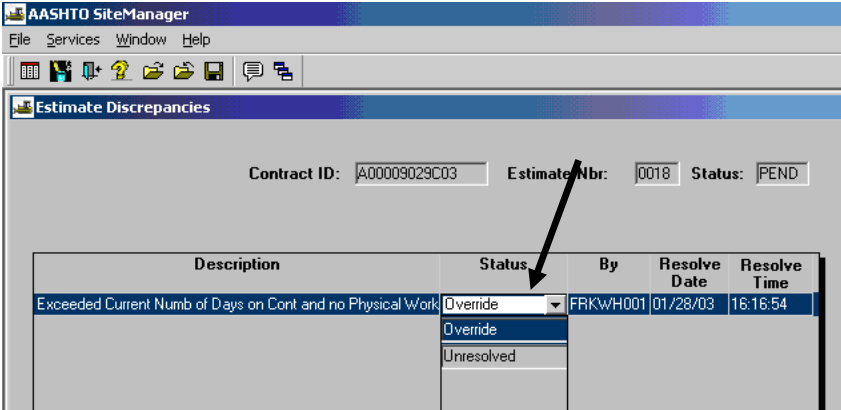 AASHTO SiteManager
File Services Window Help
Estimate Discrepancies
Contract ID: A00009029C03 Estimate Nbr: 0018 Status: PEND
Description Status By Resolve Date Resolve Time
Exceeded Current Numb of Days on Cont and no Physical Work Override FRKWH001 01/28/03 16:16:54
Override
Unresolved